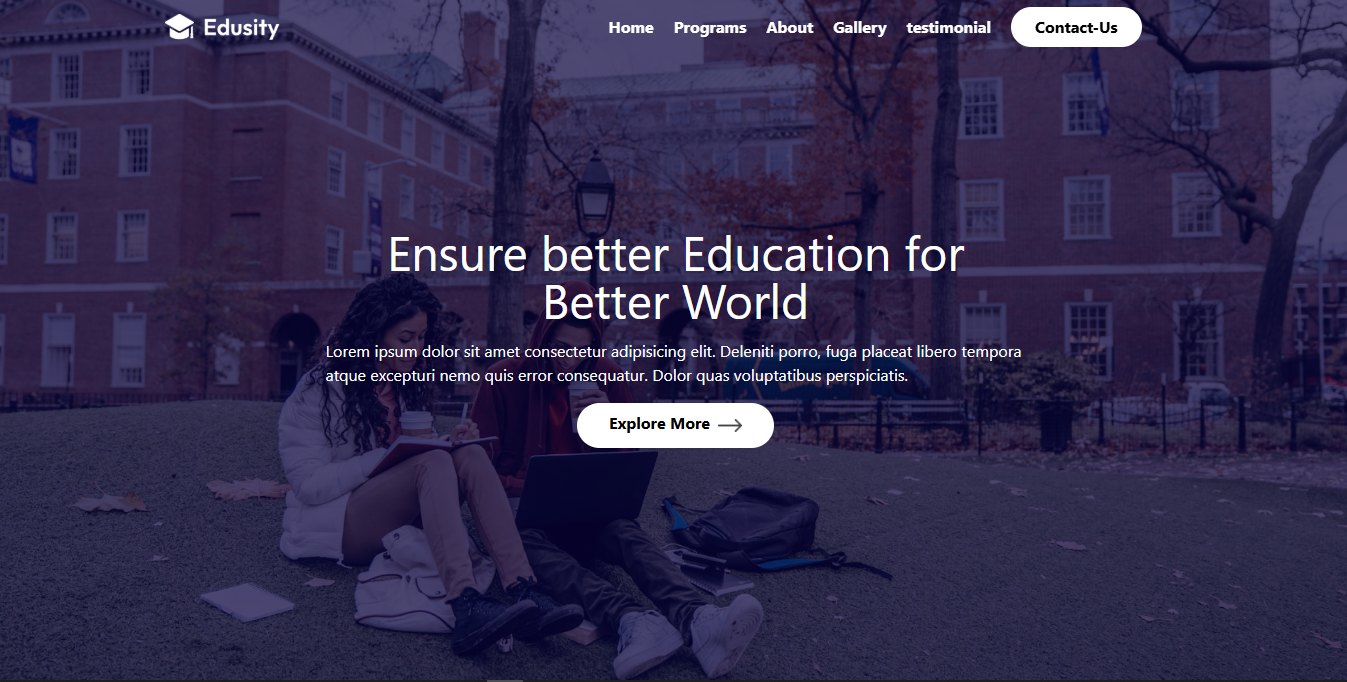 Edusity
Home Programs About Gallery testimonial Contact-Us
Ensure better Education for
Better World
Lorem ipsum dolor sit amet consectetur adipisicing elit. Deleniti porro, fuga placeat libero tempora
atque excepturi nemo quis error consequatur. Dolor quas voluptatibus perspiciatis.
Explore More